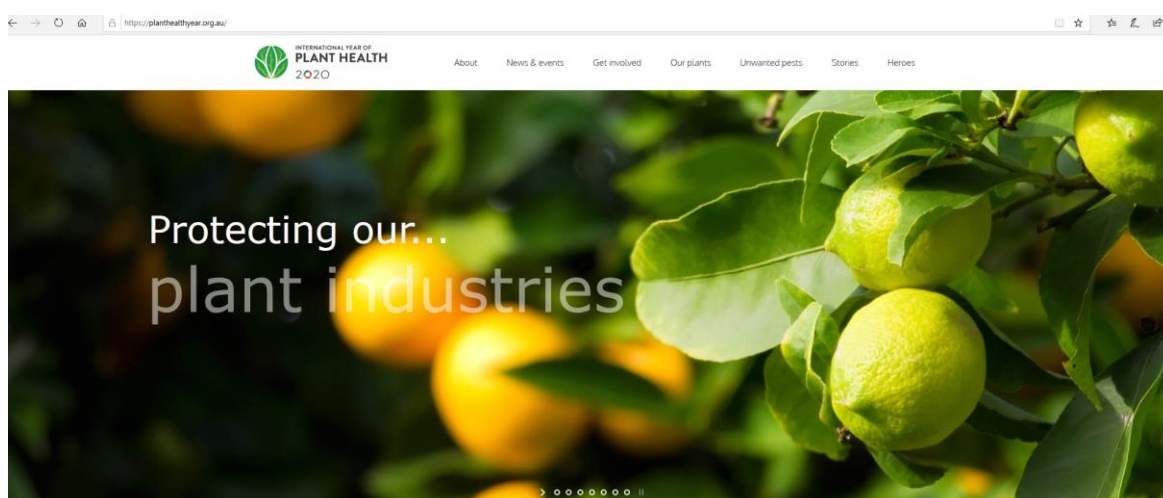 https://planthealthyear.org.au/
INTERNATIONAL YEAR OF
PLANT HEALTH
2020
About News & events Get involved Our plants Unwanted pests Stories Heroes
Protecting our...
plant industries